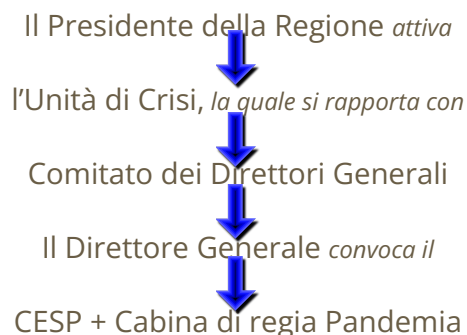 Il Presidente della Regione attiva
l'Unità di Crisi, la quale si rapporta con
Comitato dei Direttori Generali
Il Direttore Generale convoca il
CESP + Cabina di regia Pandemia